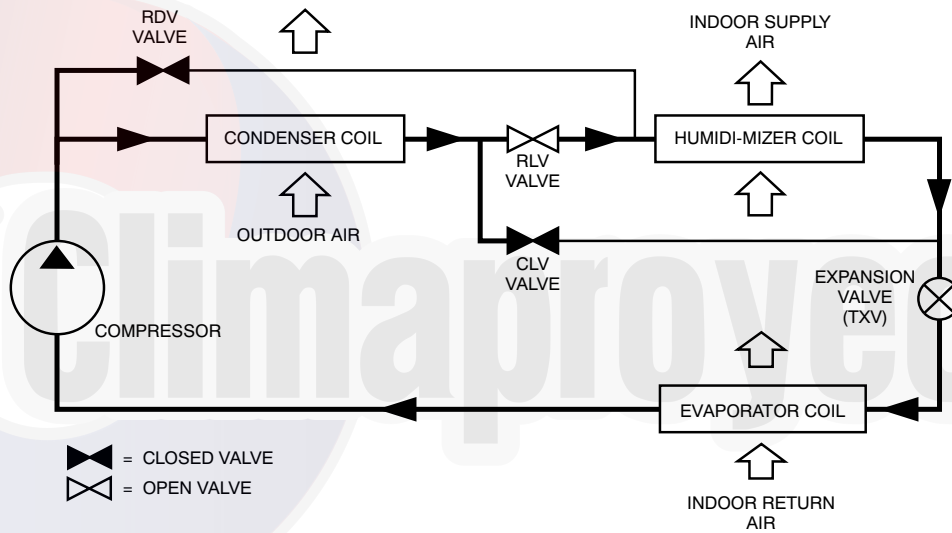 RDV
VALVE
INDOOR SUPPLY
AIR
CONDENSER COIL
RLV
VALVE
HUMIDI-MIZER COIL
OUTDOOR AIR
CLV
VALVE
EXPANSION
VALVE
(TXV)
COMPRESSOR
EVAPORATOR COIL
= CLOSED VALVE
= OPEN VALVE
INDOOR RETURN
AIR
Climaproyec